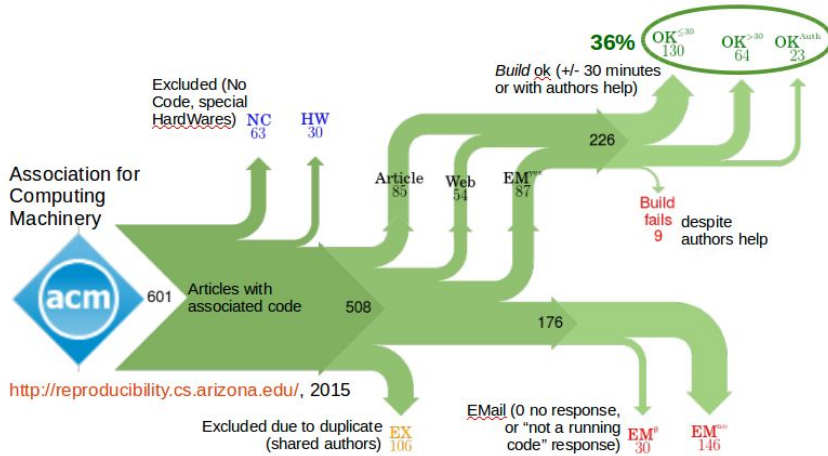 36%
OK≤30
130
OK>30
64
OKAuth
23
Build ok (+/- 30 minutes
or with authors help)
Excluded (No
Code, special
HardWares)
NC
63
HW
30
226
Article
85
Web
54
EMyes
87
Build
fails
9
despite
authors help
Association for
Computing
Machinery
acm
601
Articles with
associated code
508
176
http://reproducibility.cs.arizona.edu/, 2015
Excluded due to duplicate
(shared authors)
EX
106
EMail (0 no response,
or “not a running
code” response)
EMø
30
EMno
146